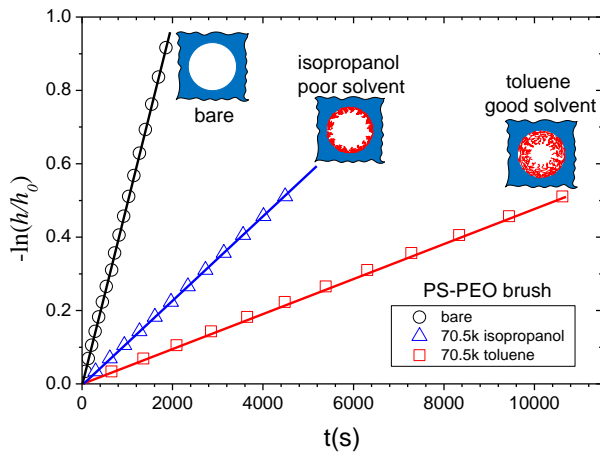 -1.0
0.8
0.6
0.4
0.2
0.0
-ln(h/h0)
0
2000
4000
6000
8000
10000
t(s)
bare
isopropanol
poor solvent
toluene
good solvent
PS-PEO brush
bare
70.5k isopropanol
70.5k toluene